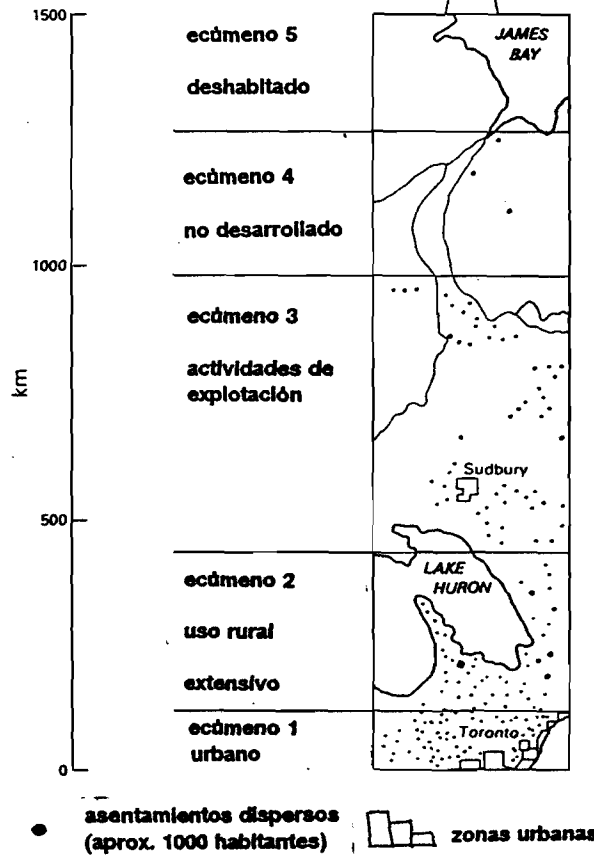 1500
ecúmeno 5
JAMES
BAY
deshabitado
ecúmeno 4
no desarrollado
1000
ecúmeno 3
actividades de
explotación
km
Sudbury
500
LAKE
HURON
ecúmeno 2
uso rural
extensivo
ecúmeno 1
urbano
Toronto
0
asentamientos dispersos
(aprox. 1000 habitantes)
zonas urbanas